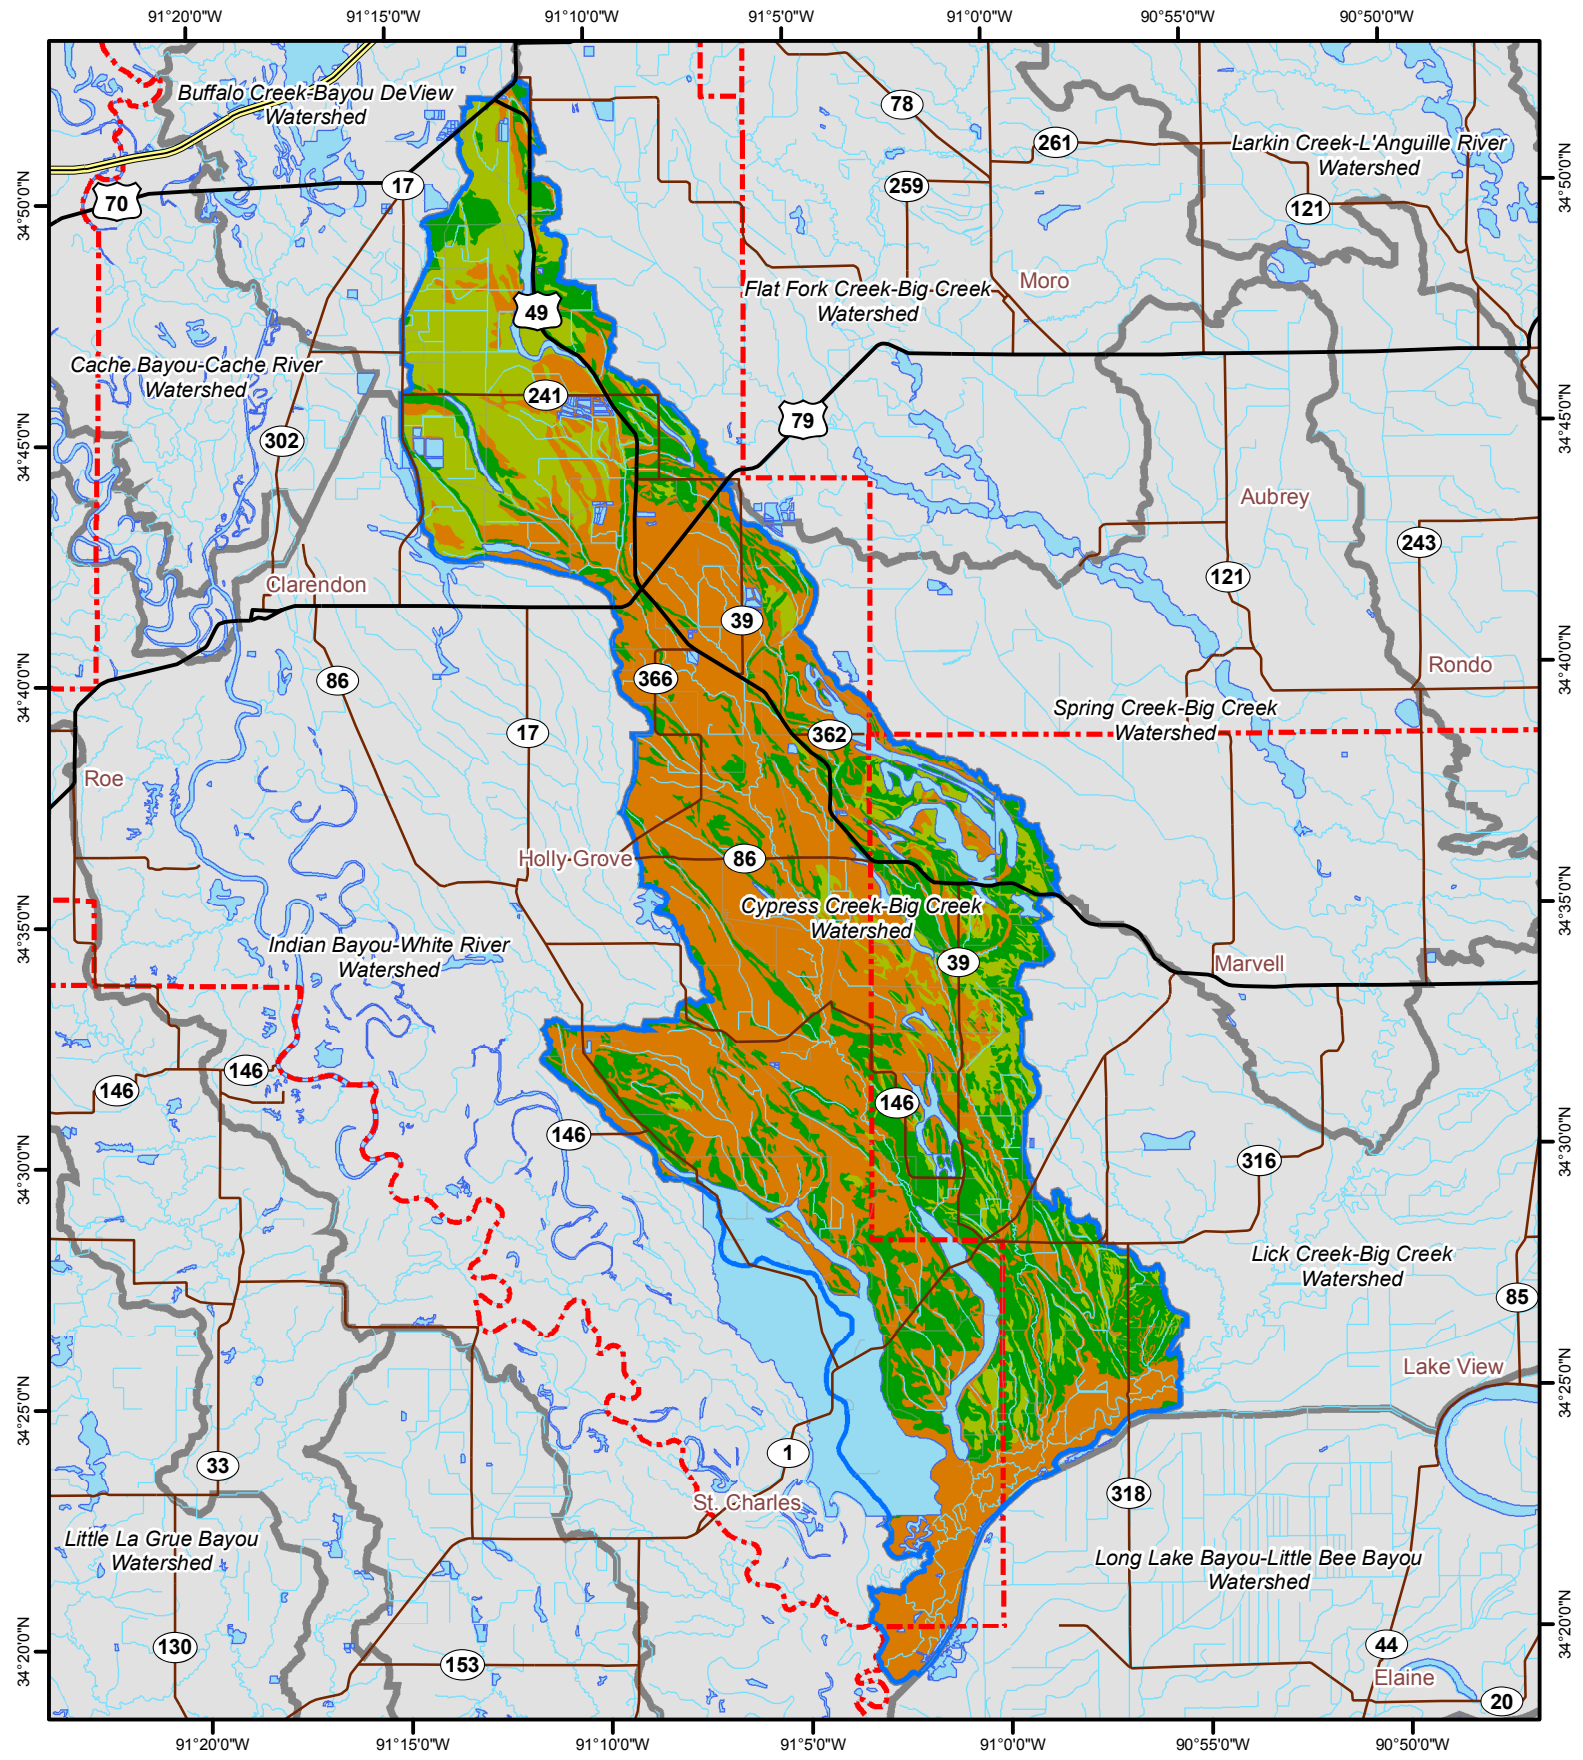 91°20'0"W
91°15'0"W
91°10'0"W
91°5'0"W
91°0'0"W
90°55'0"W
90°50'0"W
Buffalo Creek-Bayou DeView
Watershed
78
261
Larkin Creek-L'Anguille River
Watershed
34°50'0"N
34°50'0"N
70
17
259
121
Flat Fork Creek-Big Creek
Watershed
Moro
49
Cache Bayou-Cache River
Watershed
241
79
302
34°45'0"N
34°45'0"N
Aubrey
243
121
Clarendon
39
34°40'0"N
34°40'0"N
86
366
Rondo
17
362
Spring Creek-Big Creek
Watershed
Roe
Holly Grove
86
Cypress Creek-Big Creek
Watershed
34°35'0"N
34°35'0"N
Indian Bayou-White River
Watershed
39
Marvell
146
146
146
146
34°30'0"N
34°30'0"N
316
Lick Creek-Big Creek
Watershed
85
Lake View
34°25'0"N
34°25'0"N
33
1
St. Charles
318
Little La Grue Bayou
Watershed
Long Lake Bayou-Little Bee Bayou
Watershed
34°20'0"N
34°20'0"N
130
153
44
Elaine
20
91°20'0"W
91°15'0"W
91°10'0"W
91°5'0"W
91°0'0"W
90°55'0"W
90°50'0"W